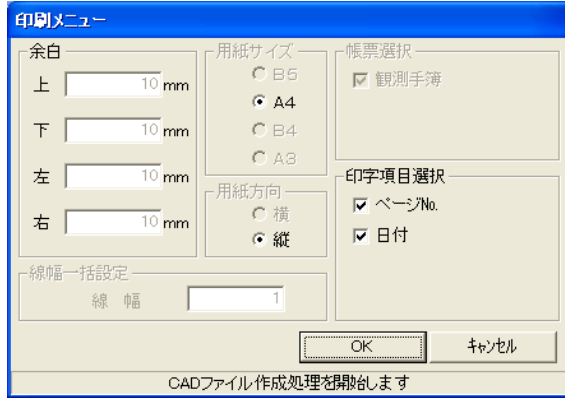 印刷メニュー
余白
上 10 mm
下 10 mm
左 10 mm
右 10 mm
用紙サイズ
B5
A4
B4
A3
用紙方向
横
縦
帳票選択
観測手簿
印字項目選択
ページNo.
日付
線幅一括設定
線 幅 1
OK
キャンセル
CADファイル作成処理を開始します